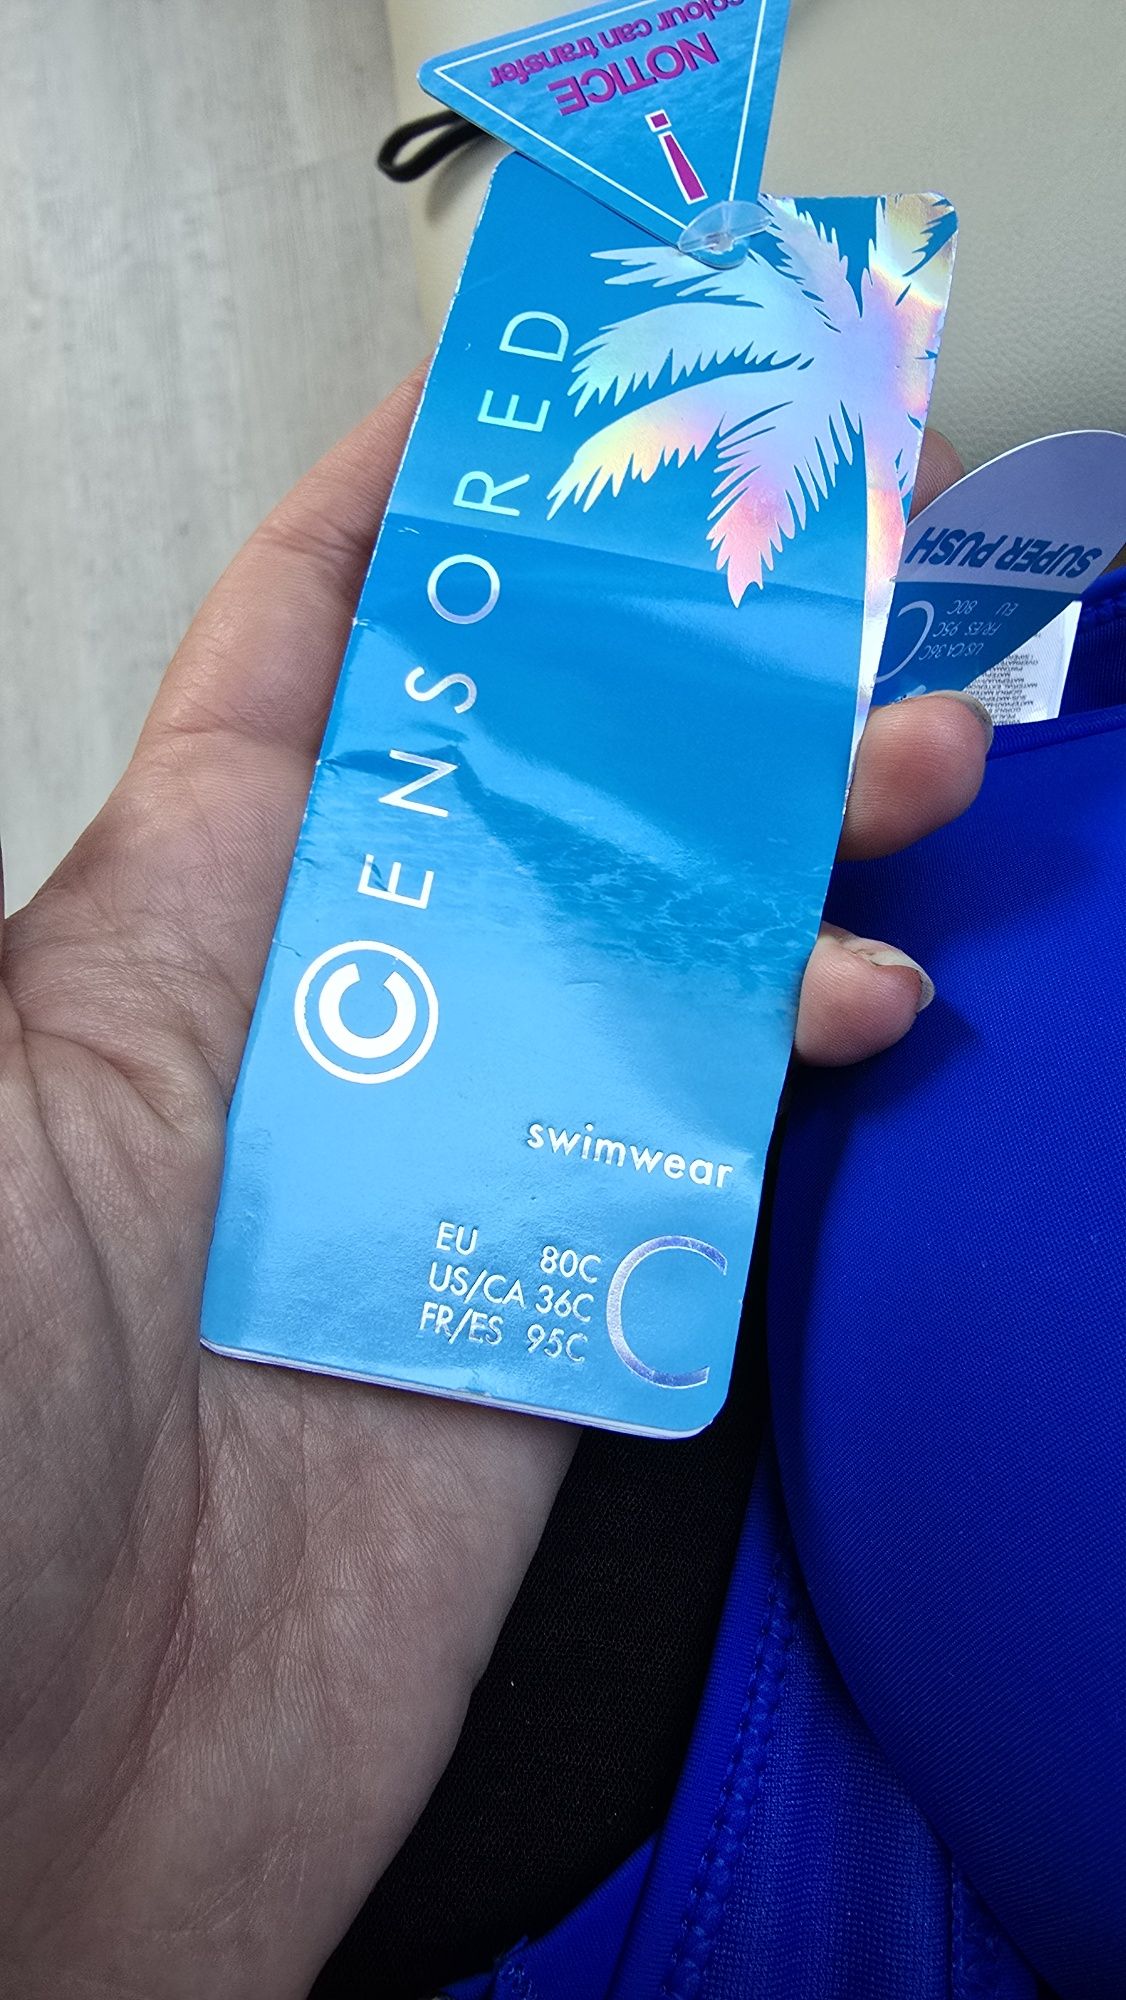 NOTICE
colour can transfer
!
©ENSORED
swimwear
EU 80C
US/CA 36C
FR/ES 95C
C
SUPER PUSH
EU 80C
FR/ES 95C
US/CA 36C
C